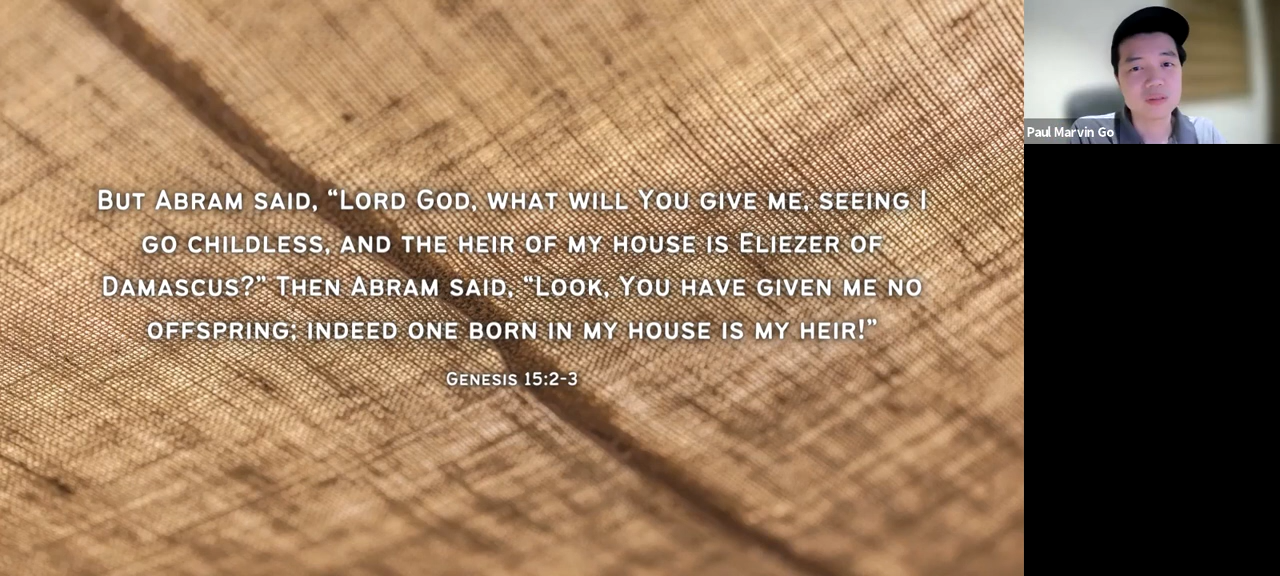 But Abram said, “Lord God, what will You give me, seeing I
go childless, and the heir of my house is Eliezer of
Damascus?” Then Abram said, “Look, You have given me no
offspring; indeed one born in my house is my heir!”
Genesis 15:2-3
Paul Marvin Go